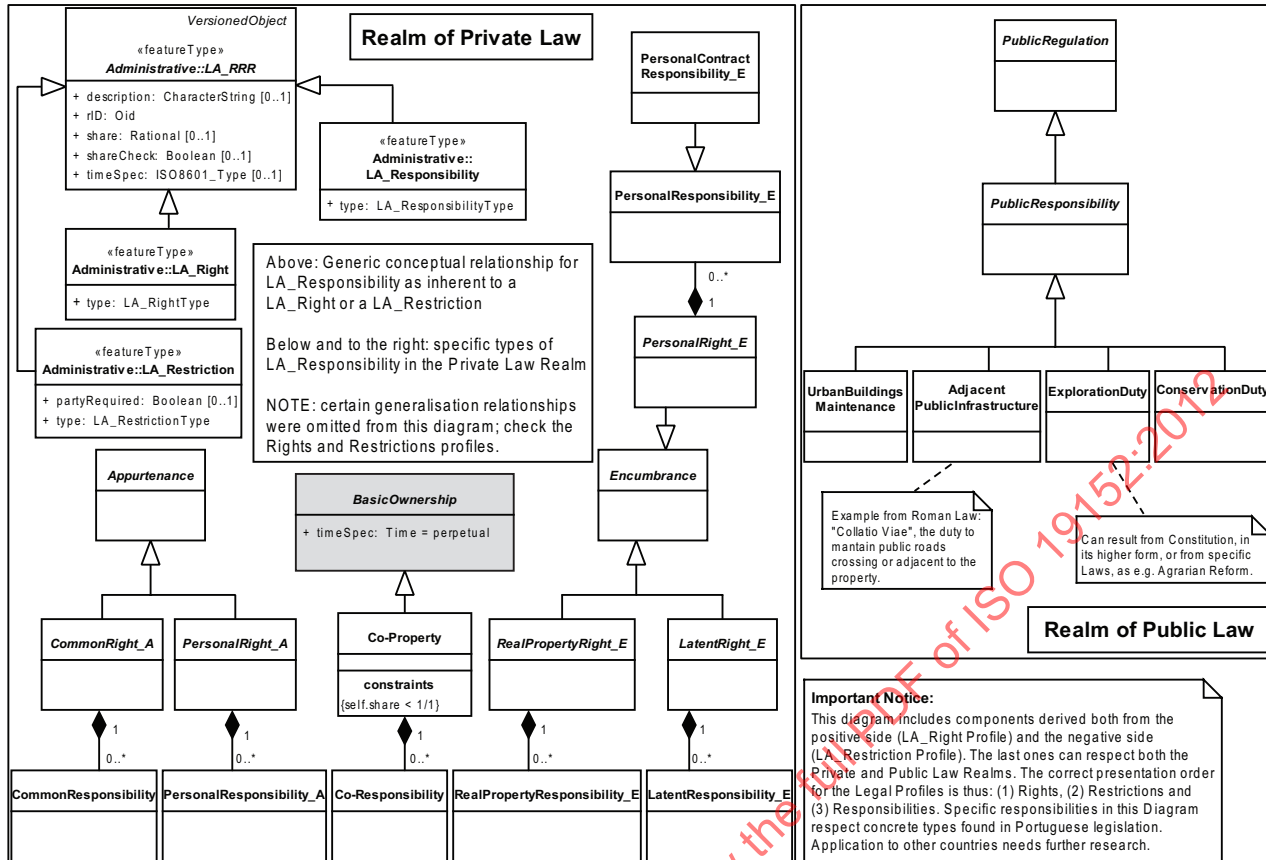 VersionedObject
«featureType»
Administrative::LA_RRR
+ description: CharacterString [0..1]
+ rID: Oid
+ share: Rational [0..1]
+ shareCheck: Boolean [0..1]
+ timeSpec: ISO8601_Type [0..1]
Realm of Private Law
«featureType»
Administrative::
LA_Responsibility
+ type: LA_ResponsibilityType
PersonalContract
Responsibility_E
PersonalResponsibility_E
0..*
1
PersonalRight_E
«featureType»
Administrative::LA_Right
+ type: LA_RightType
«featureType»
Administrative::LA_Restriction
+ partyRequired: Boolean [0..1]
+ type: LA_RestrictionType
Above: Generic conceptual relationship for
LA_Responsibility as inherent to a
LA_Right or a LA_Restriction
Below and to the right: specific types of
LA_Responsibility in the Private Law Realm
NOTE: certain generalisation relationships
were omitted from this diagram; check the
Rights and Restrictions profiles.
Appurtenance
BasicOwnership
+ timeSpec: Time = perpetual
Encumbrance
CommonRight_A
PersonalRight_A
Co-Property
constraints
{self.share < 1/1}
RealPropertyRight_E
LatentRight_E
1
0..*
1
0..*
1
0..*
1
0..*
1
0..*
CommonResponsibility
PersonalResponsibility_A
Co-Responsibility
RealPropertyResponsibility_E
LatentResponsibility_E
PublicRegulation
PublicResponsibility
UrbanBuildings
Maintenance
Adjacent
PublicInfrastructure
ExplorationDuty
ConservationDuty
Example from Roman Law:
"Collatio Viae", the duty to
mantain public roads
crossing or adjacent to the
property.
Can result from Constitution, in
its higher form, or from specific
Laws, as e.g. Agrarian Reform.
Realm of Public Law
Important Notice:
This diagram includes components derived both from the
positive side (LA_Right Profile) and the negative side
(LA_Restriction Profile). The last ones can respect both the
Private and Public Law Realms. The correct presentation order
for the Legal Profiles is thus: (1) Rights, (2) Restrictions and
(3) Responsibilities. Specific responsibilities in this Diagram
respect concrete types found in Portuguese legislation.
Application to other countries needs further research.
the full PDF of ISO 19152:2012